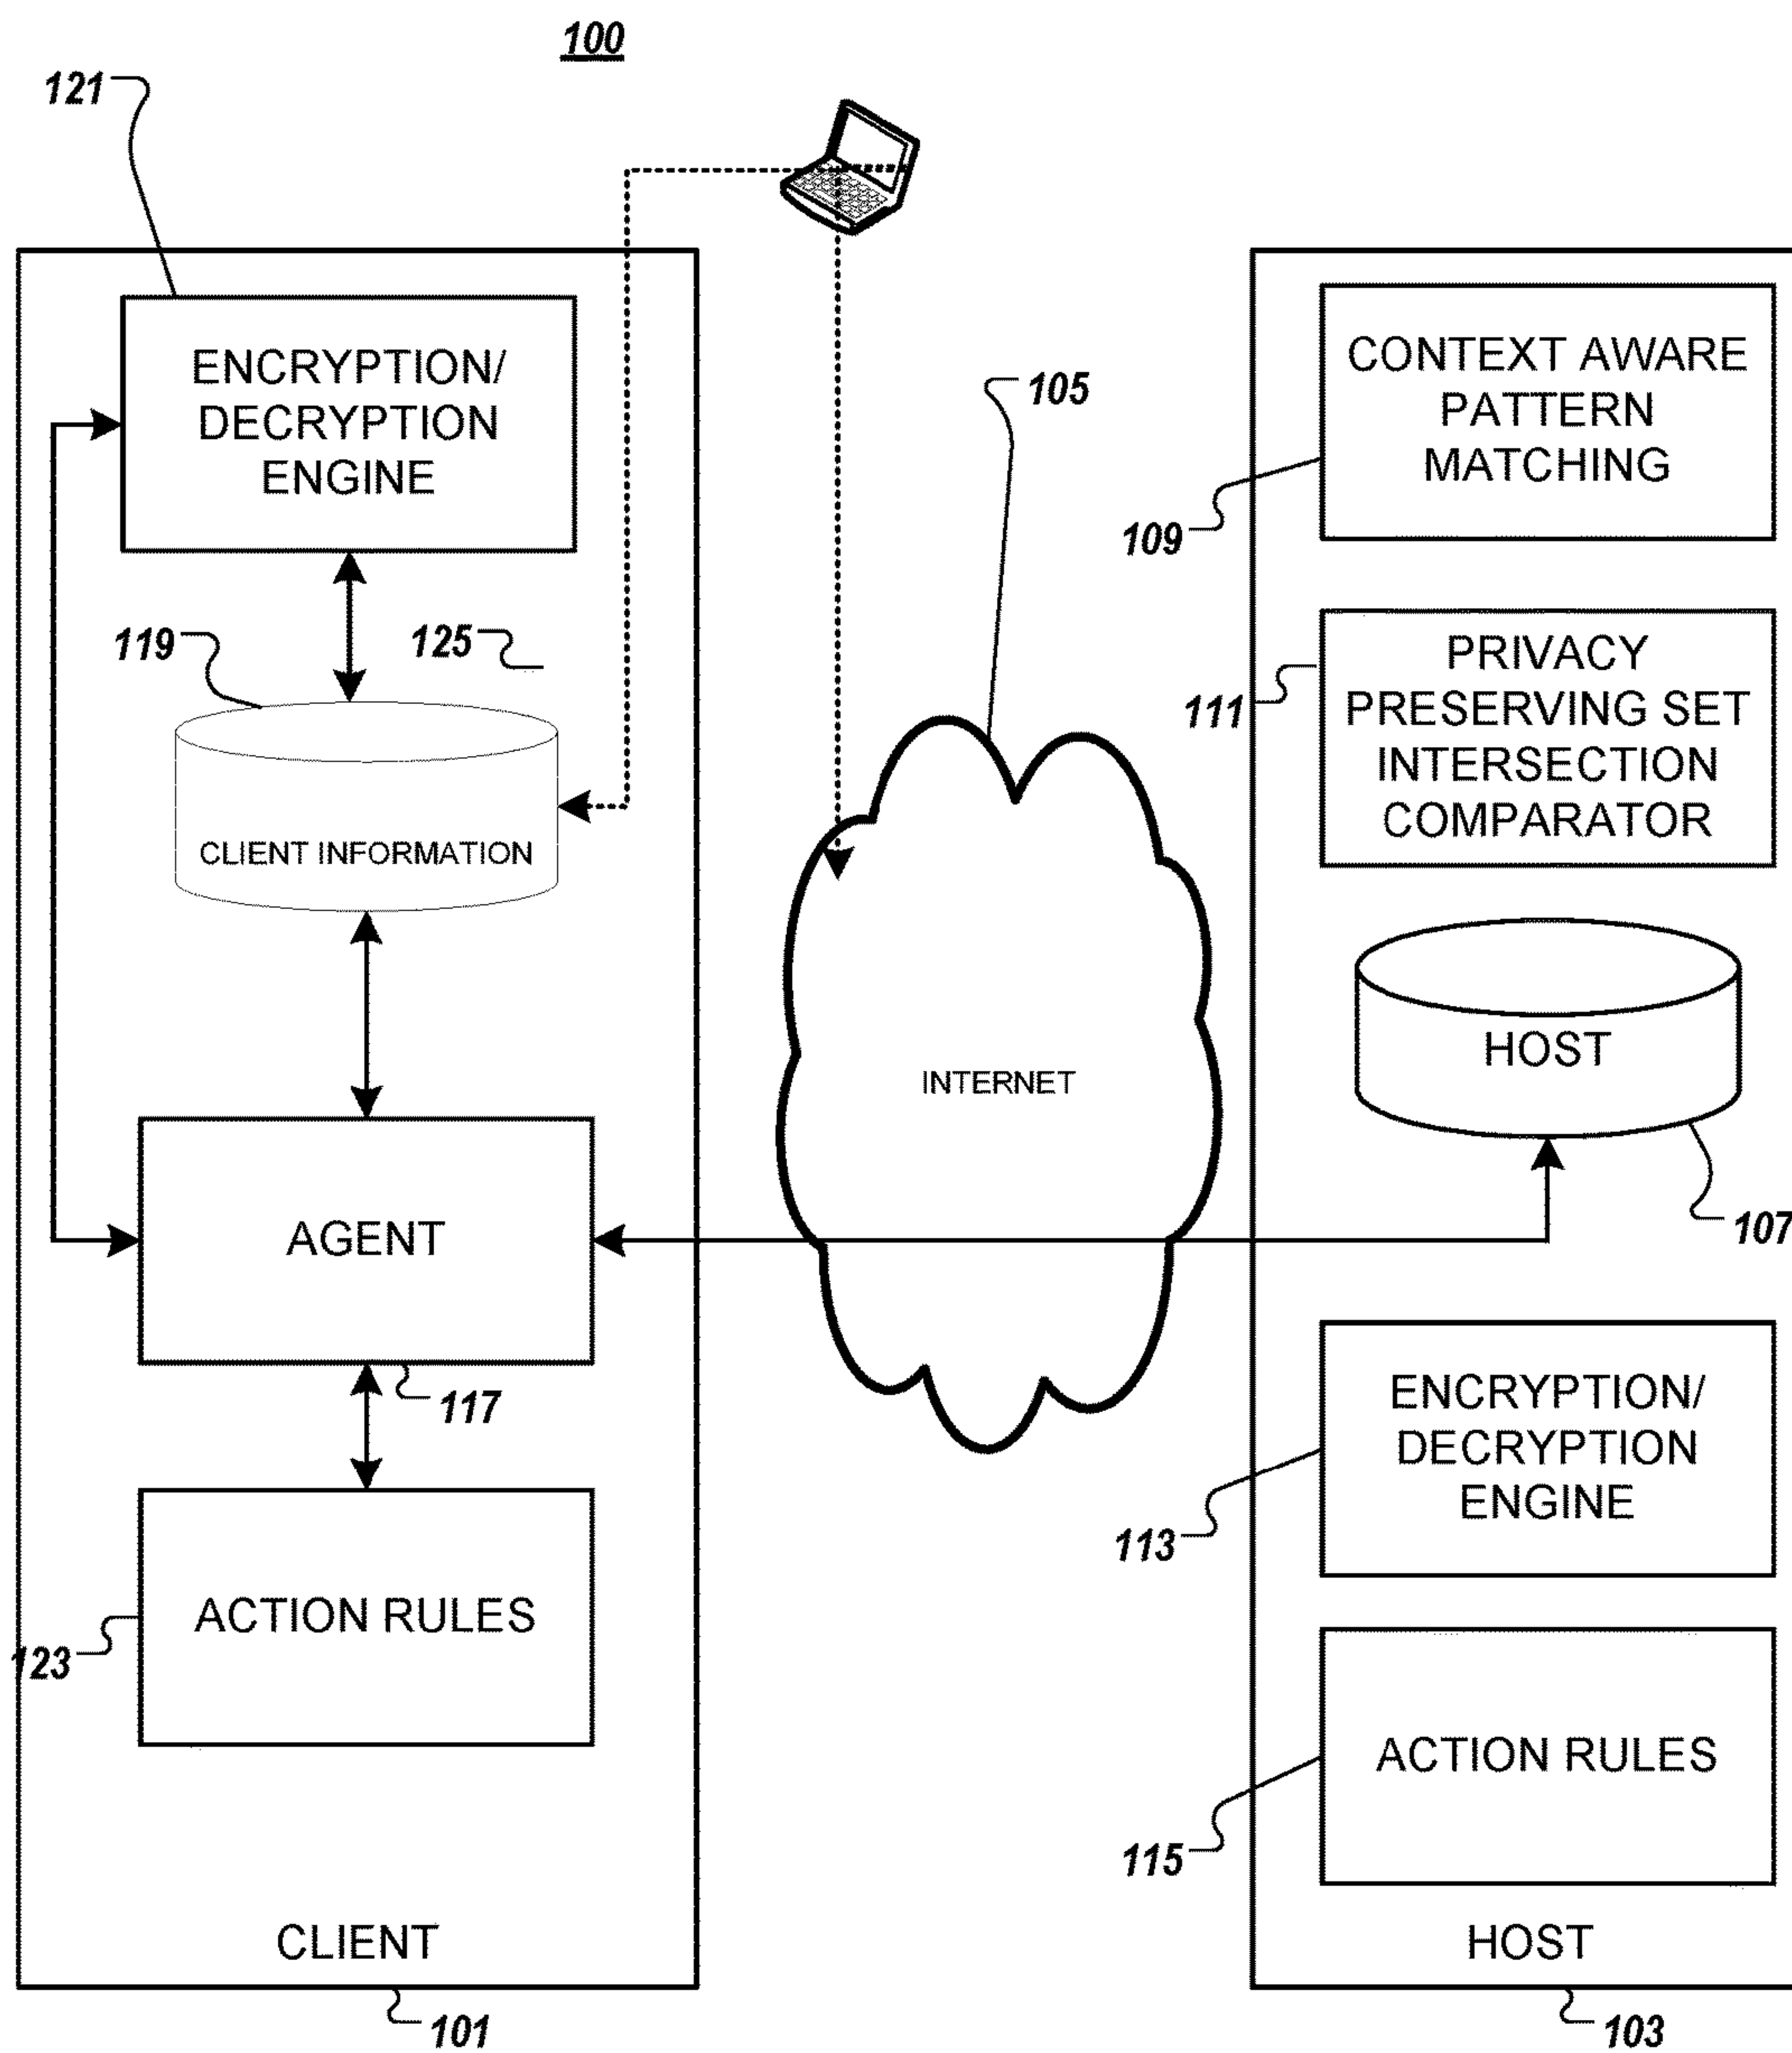 100
121
ENCRYPTION/
DECRYPTION
ENGINE
119
125
CLIENT INFORMATION
AGENT
117
ACTION RULES
123
CLIENT
101
105
INTERNET
CONTEXT AWARE
PATTERN
MATCHING
109
PRIVACY
PRESERVING SET
INTERSECTION
COMPARATOR
111
HOST
107
ENCRYPTION/
DECRYPTION
ENGINE
113
ACTION RULES
115
HOST
103